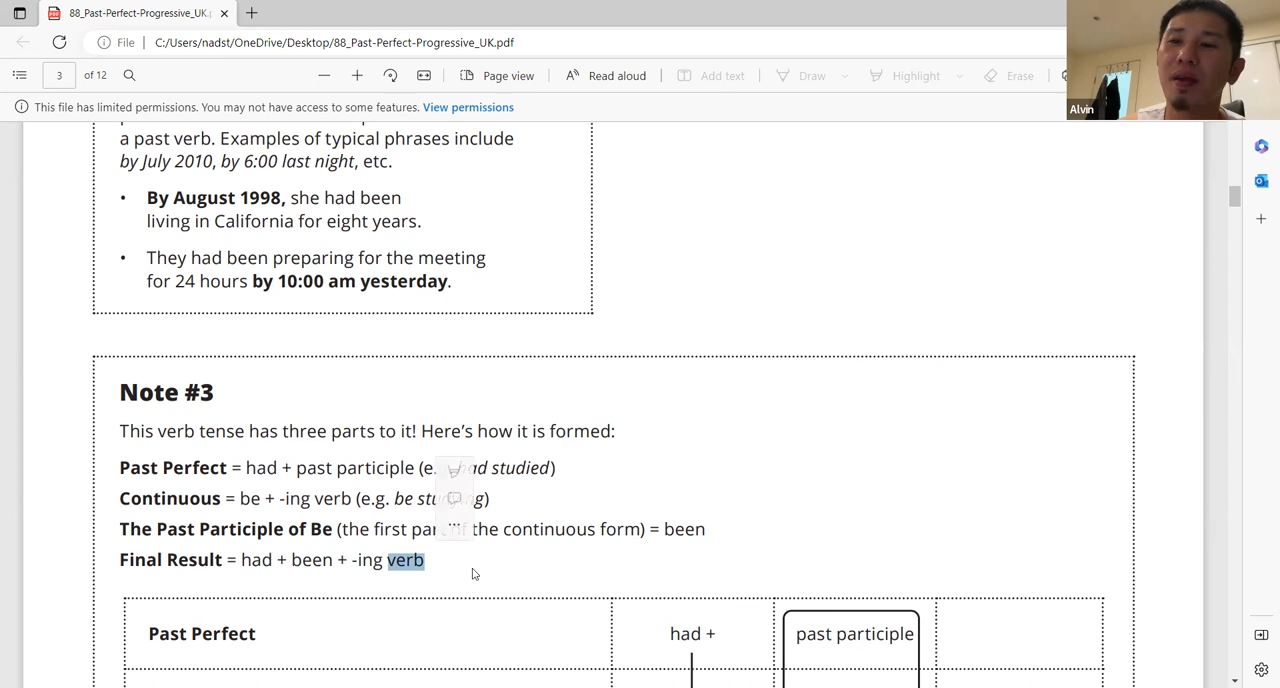 88_Past-Perfect-Progressive_UK.p
File
C:/Users/nadst/OneDrive/Desktop/88_Past-Perfect-Progressive_UK.pdf
3
of 12
Page view
Read aloud
Add text
Draw
Highlight
Erase
This file has limited permissions. You may not have access to some features. View permissions
Alvin
a past verb. Examples of typical phrases include
by July 2010, by 6:00 last night, etc.
• By August 1998, she had been
living in California for eight years.
• They had been preparing for the meeting
for 24 hours by 10:00 am yesterday.
Note #3
This verb tense has three parts to it! Here's how it is formed:
Past Perfect = had + past participle (e.g. had studied)
Continuous = be + -ing verb (e.g. be studying)
The Past Participle of Be (the first part of the continuous form) = been
Final Result = had + been + -ing verb
Past Perfect
had +
past participle